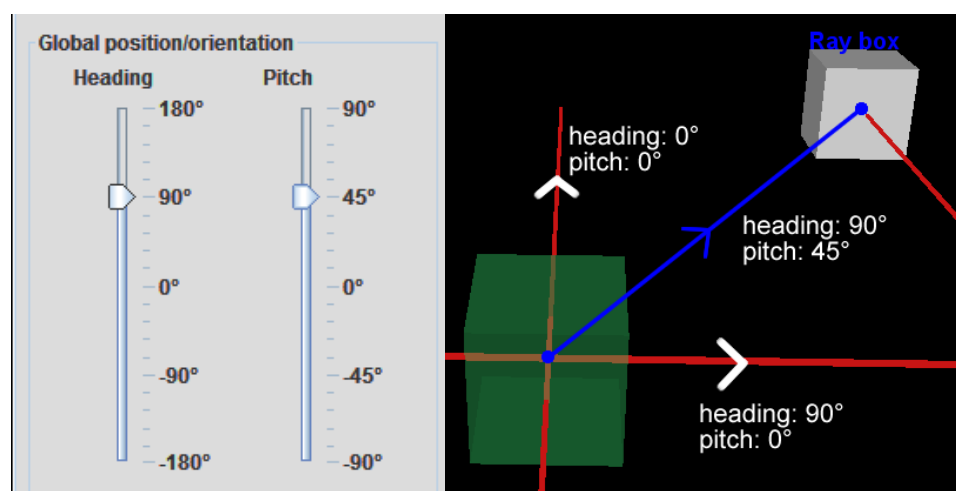 Global position/orientation
Heading
Pitch
180°
90°
0°
-90°
-180°
90°
45°
0°
-45°
-90°
Ray box
heading: 0°
pitch: 0°
heading: 90°
pitch: 45°
heading: 90°
pitch: 0°